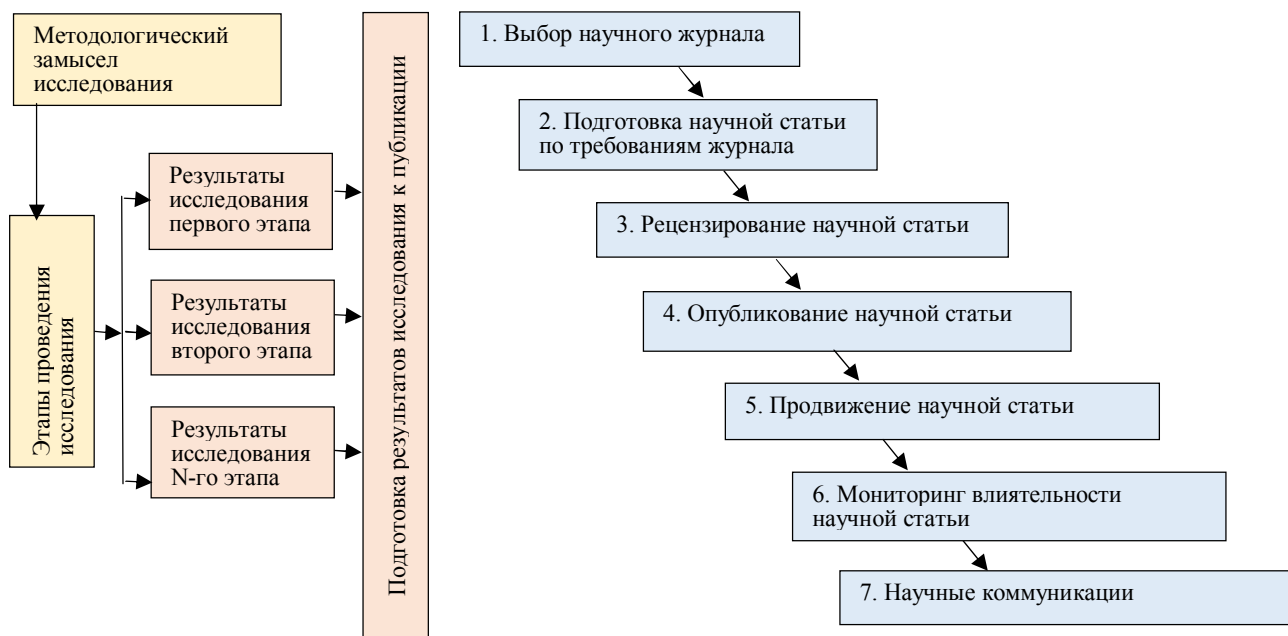 Методологический
замысел
исследования
Этапы проведения
исследования
Результаты
исследования
первого этапа
Результаты
исследования
второго этапа
Результаты
исследования
N-го этапа
Подготовка результатов исследования к публикации
1. Выбор научного журнала
2. Подготовка научной статьи
по требованиям журнала
3. Рецензирование научной статьи
4. Опубликование научной статьи
5. Продвижение научной статьи
6. Мониторинг влиятельности
научной статьи
7. Научные коммуникации